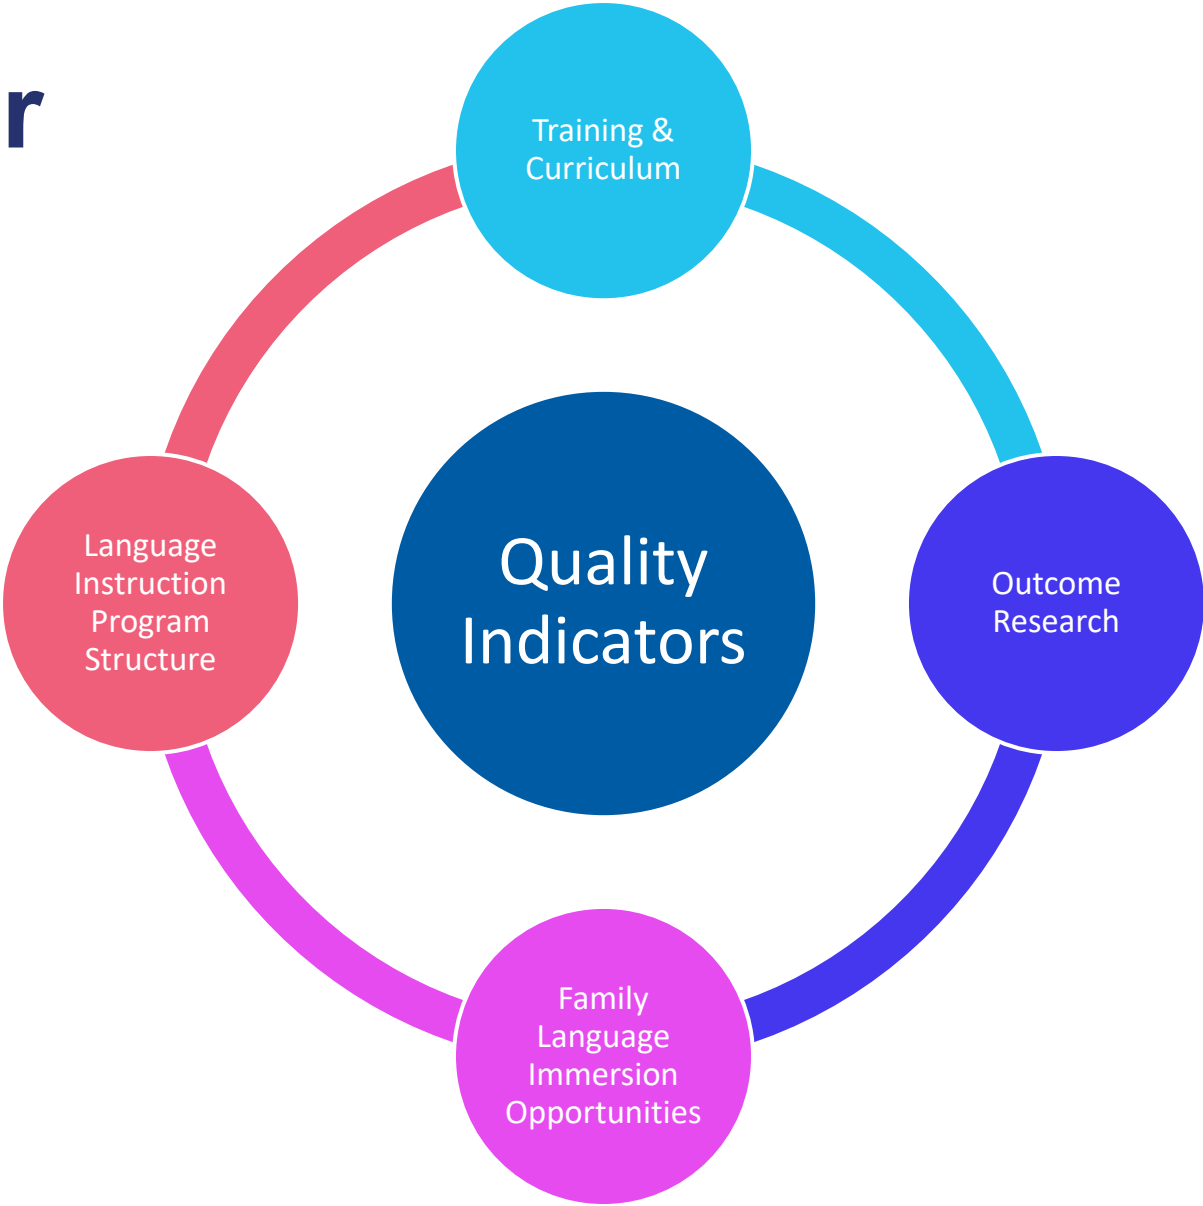 r
Training &
Curriculum
Language
Instruction
Program
Structure
Quality
Indicators
Outcome
Research
Family
Language
Immersion
Opportunities